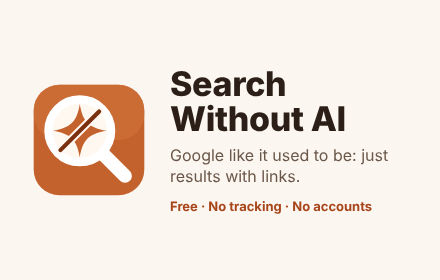 Search
Without AI
Google like it used to be: just
results with links.
Free · No tracking · No accounts